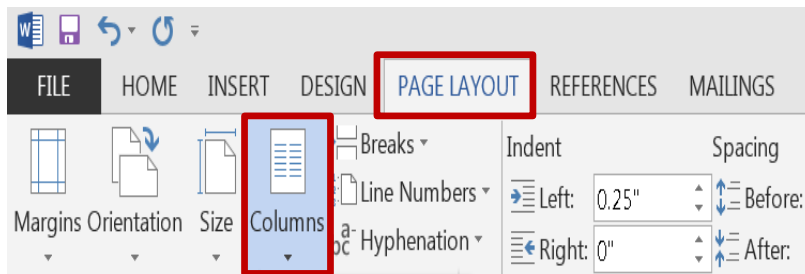 FILE HOME INSERT DESIGN PAGE LAYOUT REFERENCES MAILINGS
Margins Orientation Size Columns
Breaks
Line Numbers
Hyphenation
Indent
Left: 0.25"
Right: 0"
Spacing
Before:
After: